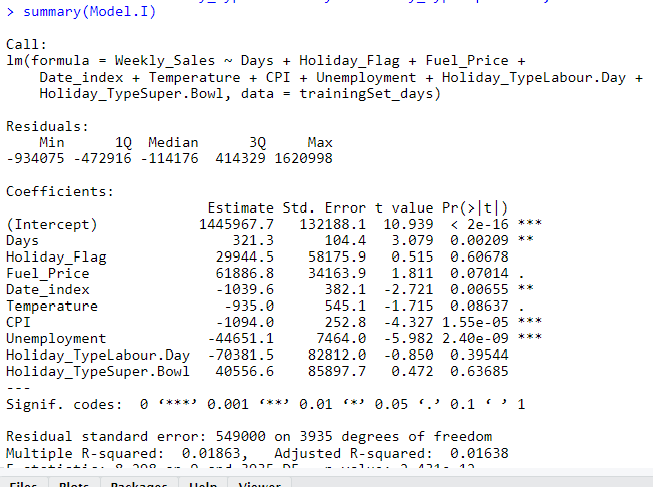 > summary(Model.I)
Call:
lm(formula = Weekly_Sales ~ Days + Holiday_Flag + Fuel_Price +
    Date_index + Temperature + CPI + Unemployment + Holiday_TypeLabour.Day +
    Holiday_TypeSuper.Bowl, data = trainingSet_days)
Residuals:
    Min      1Q  Median      3Q     Max
-934075 -472916 -114176  414329 1620998
Coefficients:
                         Estimate Std. Error t value Pr(>|t|)
(Intercept)             1445967.7   132188.1  10.939  < 2e-16 ***
Days                        321.3      104.4   3.079  0.00209 **
Holiday_Flag              29944.5    58175.9   0.515  0.60678
Fuel_Price                61886.8    34163.9   1.811  0.07014 .
Date_index                -1039.6      382.1  -2.721  0.00655 **
Temperature                -935.0      545.1  -1.715  0.08637 .
CPI                       -1094.0      252.8  -4.327 1.55e-05 ***
Unemployment             -44651.1     7464.0  -5.982 2.40e-09 ***
Holiday_TypeLabour.Day   -70381.5    82812.0  -0.850  0.39544
Holiday_TypeSuper.Bowl    40556.6    85897.7   0.472  0.63685
---
Signif. codes:  0 ‘***’ 0.001 ‘**’ 0.01 ‘*’ 0.05 ‘.’ 0.1 ‘ ’ 1
Residual standard error: 549000 on 3935 degrees of freedom
Multiple R-squared:  0.01863,	Adjusted R-squared:  0.01638
Files Plots Packages Help Viewer